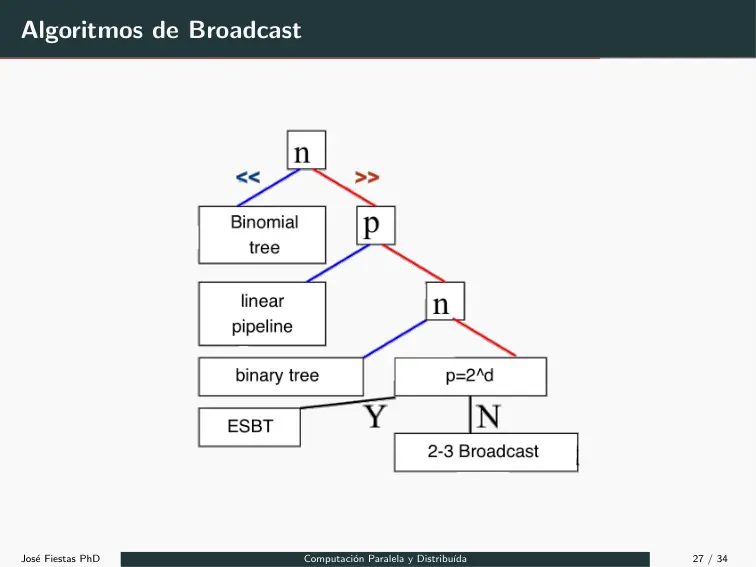 Algoritmos de Broadcast
n
<< >>
Binomial
tree
p
linear
pipeline
n
binary tree
p=2^d
ESBT
Y
N
2-3 Broadcast
José Fiestas PhD
Computación Paralela y Distribuída
27 / 34